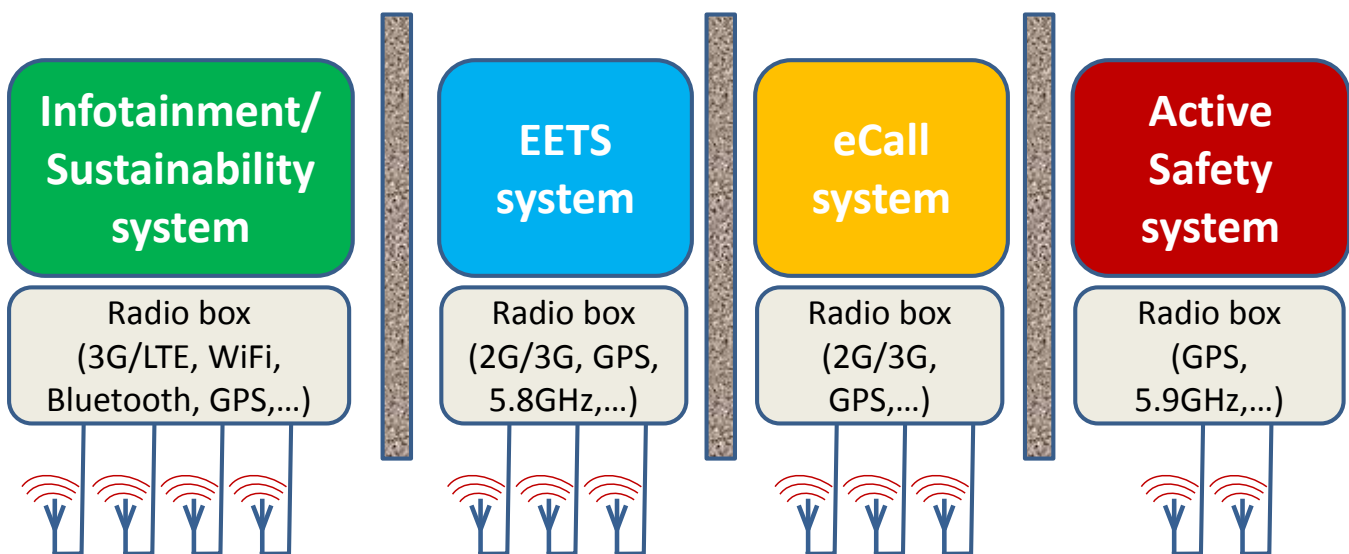 Infotainment/
Sustainability
system
EETS
system
eCall
system
Active
Safety
system
Radio box
(3G/LTE, WiFi,
Bluetooth, GPS,...)
Radio box
(2G/3G, GPS,
5.8GHz,...)
Radio box
(2G/3G,
GPS,...)
Radio box
(GPS,
5.9GHz,...)